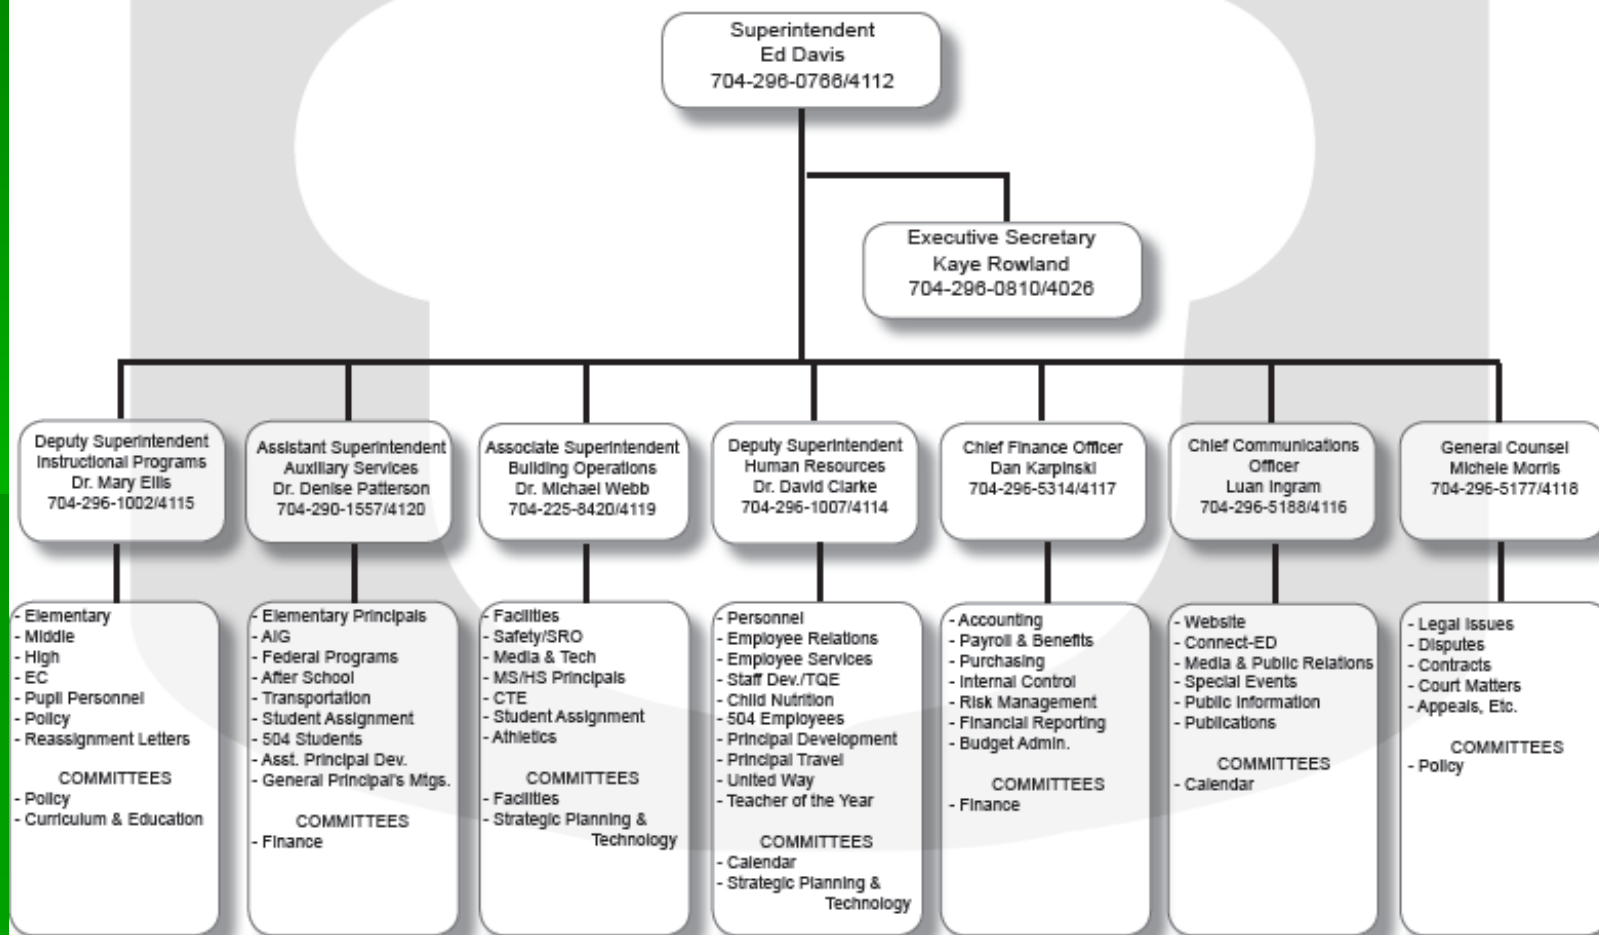 Superintendent
Ed Davis
704-296-0766/4112
Executive Secretary
Kaye Rowland
704-296-0810/4026
Deputy Superintendent
Instructional Programs
Dr. Mary Ellis
704-296-1002/4115
Assistant Superintendent
Auxiliary Services
Dr. Denise Patterson
704-290-1557/4120
Associate Superintendent
Building Operations
Dr. Michael Webb
704-225-8420/4119
Deputy Superintendent
Human Resources
Dr. David Clarke
704-296-1007/4114
Chief Finance Officer
Dan Karpinski
704-296-5314/4117
Chief Communications
Officer
Luan Ingram
704-296-5188/4116
General Counsel
Michele Morris
704-296-5177/4118
- Elementary
- Middle
- High
- EC
- Pupil Personnel
- Policy
- Reassignment Letters
COMMITTEES
- Policy
- Curriculum & Education
- Elementary Principals
- AIG
- Federal Programs
- After School
- Transportation
- Student Assignment
- 504 Students
- Asst. Principal Dev.
- General Principal's Mtgs.
COMMITTEES
- Finance
- Facilities
- Safety/SRO
- Media & Tech
- MS/HS Principals
- CTE
- Student Assignment
- Athletics
COMMITTEES
- Facilities
- Strategic Planning &
Technology
- Personnel
- Employee Relations
- Employee Services
- Staff Dev./TQE
- Child Nutrition
- 504 Employees
- Principal Development
- Principal Travel
- United Way
- Teacher of the Year
COMMITTEES
- Calendar
- Strategic Planning &
Technology
- Accounting
- Payroll & Benefits
- Purchasing
- Internal Control
- Risk Management
- Financial Reporting
- Budget Admin.
COMMITTEES
- Finance
- Website
- Connect-ED
- Media & Public Relations
- Special Events
- Public Information
- Publications
COMMITTEES
- Calendar
- Legal Issues
- Disputes
- Contracts
- Court Matters
- Appeals, Etc.
COMMITTEES
- Policy